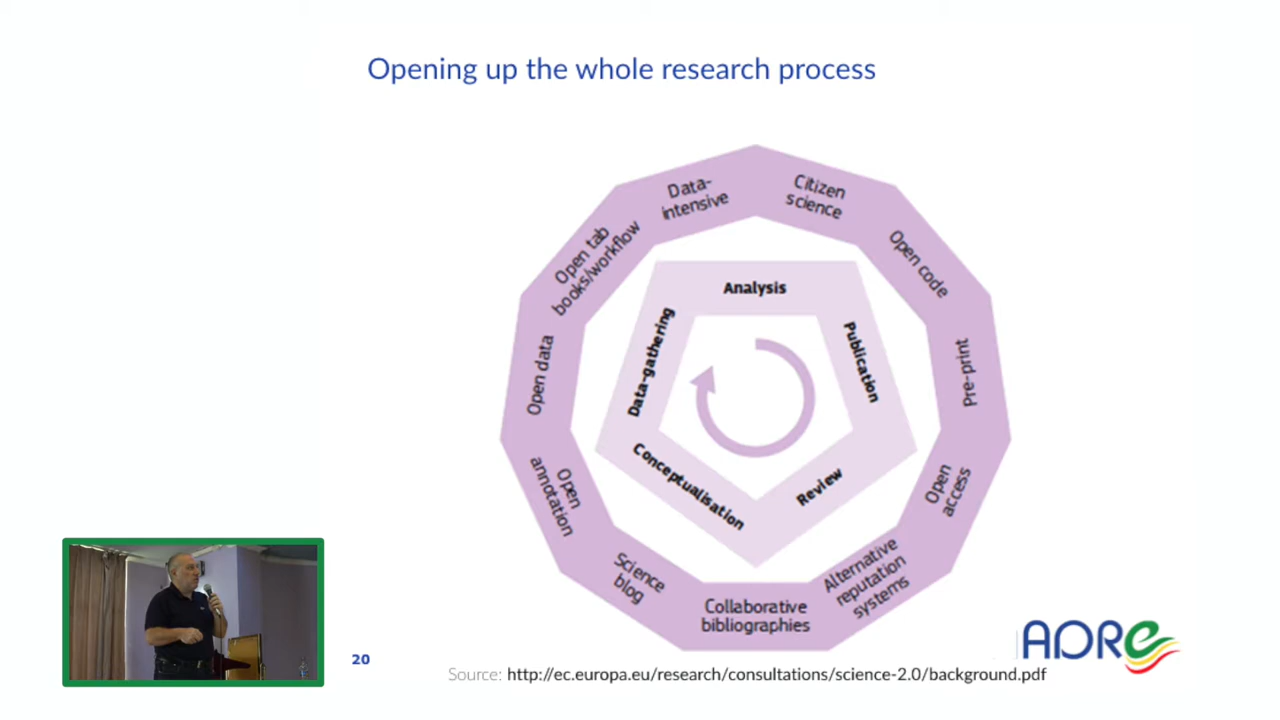 Opening up the whole research process
Data-
intensive
Citizen
science
Open tab
books/workflow
Open code
Analysis
Data-gathering
Publication
Open data
Pre-print
Conceptualisation
Review
Open
annotation
Open
access
Science
blog
Collaborative
bibliographies
Alternative
reputation
systems
20
Source: http://ec.europa.eu/research/consultations/science-2.0/background.pdf
AORe